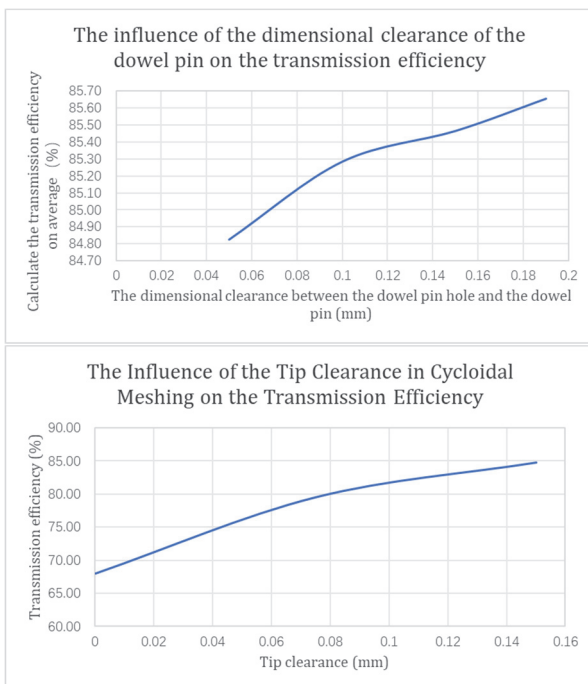 The influence of the dimensional clearance of the
dowel pin on the transmission efficiency
Calculate the transmission efficiency
on average (%)
85.70
85.60
85.50
85.40
85.30
85.20
85.10
85.00
84.90
84.80
84.70
0 0.02 0.04 0.06 0.08 0.1 0.12 0.14 0.16 0.18 0.2
The dimensional clearance between the dowel pin hole and the dowel
pin (mm)
The Influence of the Tip Clearance in Cycloidal
Meshing on the Transmission Efficiency
Transmission efficiency (%)
90.00
85.00
80.00
75.00
70.00
65.00
60.00
0 0.02 0.04 0.06 0.08 0.1 0.12 0.14 0.16
Tip clearance (mm)